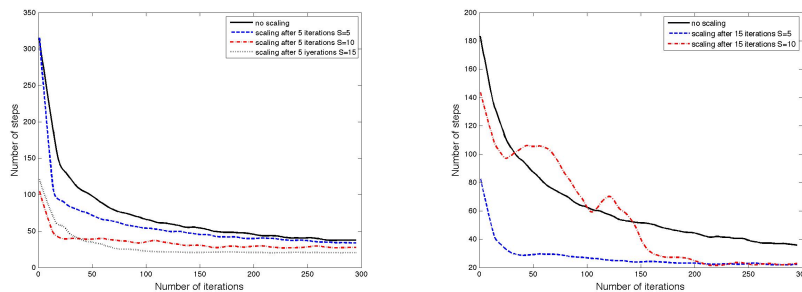 350
300
250
200
150
100
50
0
Number of steps
0 50 100 150 200 250 300
Number of iterations
no scaling
scaling after 5 iterations S=5
scaling after 5 iterations S=10
scaling after 5 iyerations S=15
200
180
160
140
120
100
80
60
40
20
Number of steps
0 50 100 150 200 250 300
Number of iterations
no scaling
scaling after 15 iterations S=5
scaling after 15 iterations S=10